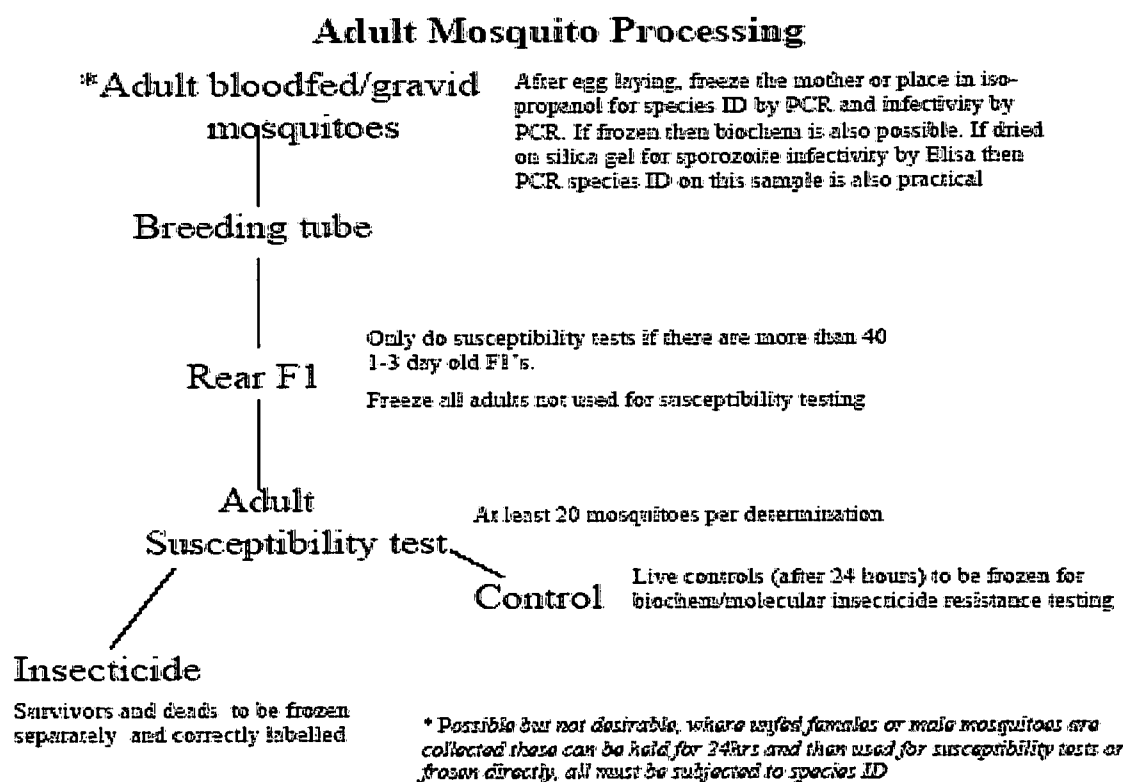 Adult Mosquito Processing
*Adult bloodfed/gravid
mosquitoes
After egg laying, freeze the mother or place in iso-
propanol for species ID by PCR and infectivity by
PCR. If frozen then biochem is also possible. If dried
on silica gel for sporozoite infectivity by Elisa then
PCR species ID on this sample is also practical
Breeding tube
Only do susceptibility tests if there are more than 40
1-3 day old F1's.
Rear F1
Freeze all adults not used for susceptibility testing
Adult
Susceptibility test
At least 20 mosquitoes per determination
Control
Live controls (after 24 hours) to be frozen for
biochem/molecular insecticide resistance testing
Insecticide
Survivors and deads to be frozen
separately and correctly labelled
* Possible but not desirable, where unfed females or male mosquitoes are
collected these can be held for 24hrs and then used for susceptibility tests or
frozen directly, all must be subjected to species ID